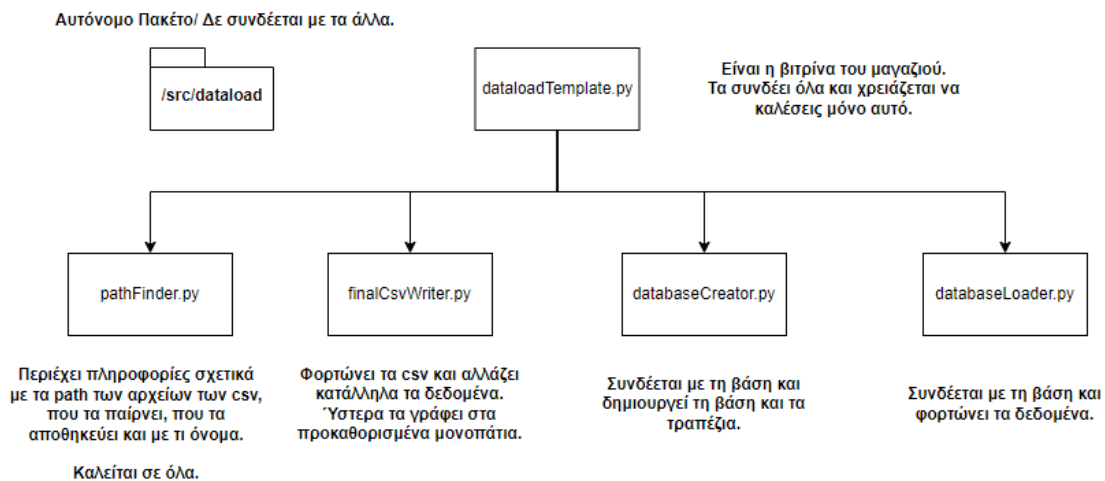 Αυτόνομο Πακέτο/ Δε συνδέεται με τα άλλα.
/src/dataload
dataloadTemplate.py
Είναι η βιτρίνα του μαγαζιού.
Τα συνδέει όλα και χρειάζεται να
καλέσεις μόνο αυτό.
pathFinder.py
finalCsvWriter.py
databaseCreator.py
databaseLoader.py
Περιέχει πληροφορίες σχετικά
με τα path των αρχείων των csv,
που τα παίρνει, που τα
αποθηκεύει και με τι όνομα.
Καλείται σε όλα.
Φορτώνει τα csv και αλλάζει
κατάλληλα τα δεδομένα.
Ύστερα τα γράφει στα
προκαθορισμένα μονοπάτια.
Συνδέεται με τη βάση και
δημιουργεί τη βάση και τα
τραπέζια.
Συνδέεται με τη βάση και
φορτώνει τα δεδομένα.